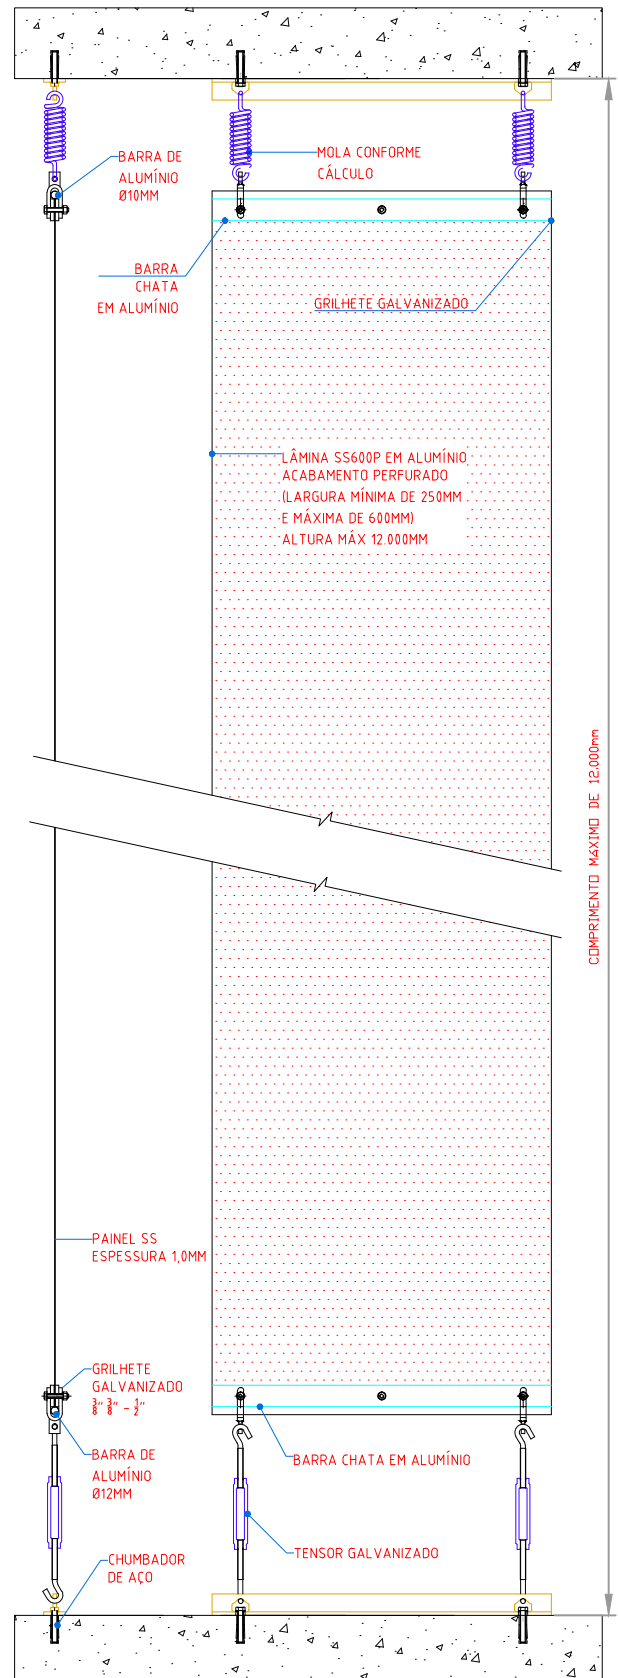 BARRA DE
ALUMÍNIO
Ø10MM
MOLA CONFORME
CÁLCULO
BARRA
CHATA
EM ALUMÍNIO
GRILHETE GALVANIZADO
LÂMINA SS600P EM ALUMÍNIO
ACABAMENTO PERFURADO
(LARGURA MÍNIMA DE 250MM
E MÁXIMA DE 600MM)
ALTURA MÁX 12.000MM
COMPRIMENTO MÁXIMO DE 12.000mm
PAINEL SS
ESPESSURA 1,0MM
GRILHETE
GALVANIZADO
3/8" 3/8" - 1/2"
BARRA DE
ALUMÍNIO
Ø12MM
BARRA CHATA EM ALUMÍNIO
TENSOR GALVANIZADO
CHUMBADOR
DE AÇO